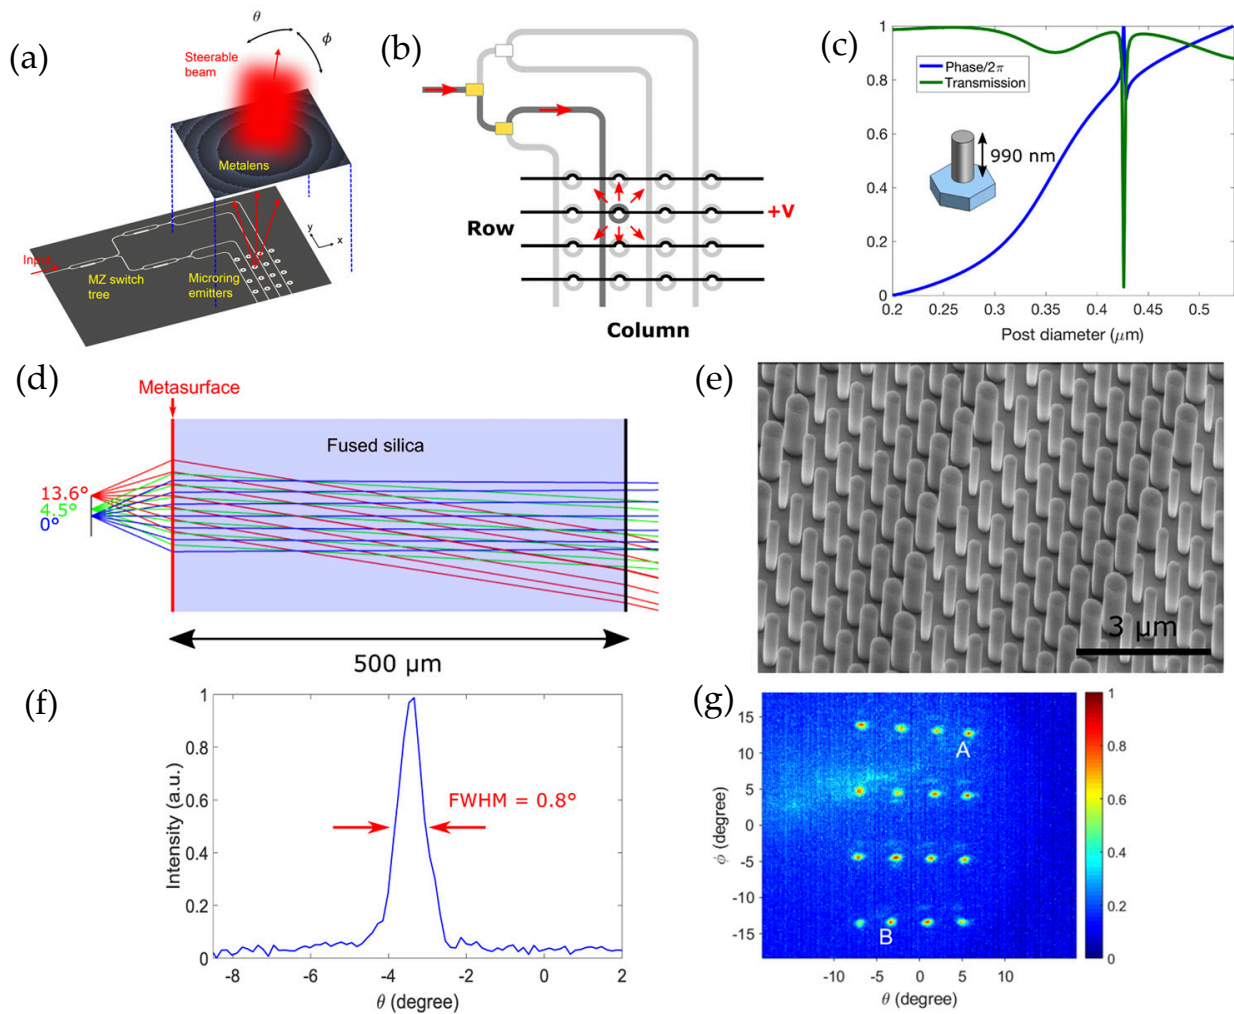 (a)
θ
ϕ
Steerable
beam
Metalens
Input
MZ switch
tree
Microring
emitters
y
x
(b)
Row
+V
Column
(c)
1
0.8
0.6
0.4
0.2
0
Phase/2π
Transmission
990 nm
0.2
0.25
0.3
0.35
0.4
0.45
0.5
Post diameter (μm)
(d)
Metasurface
Fused silica
13.6°
4.5°
0°
500 μm
(e)
3 μm
(f)
Intensity (a.u.)
1
0.8
0.6
0.4
0.2
0
FWHM = 0.8°
-8
-6
-4
-2
0
2
θ (degree)
(g)
ϕ (degree)
15
10
5
0
-5
-10
-15
A
B
-10
-5
0
5
10
θ (degree)
1
0.8
0.6
0.4
0.2
0